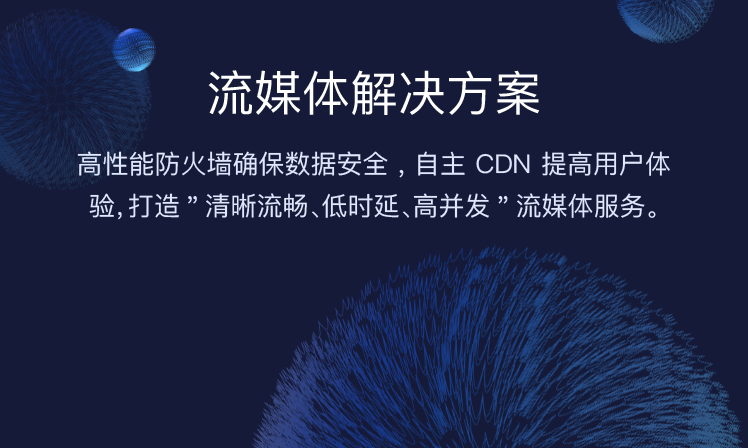 流媒体解决方案
高性能防火墙确保数据安全，自主 CDN 提高用户体
验，打造 ” 清晰流畅、低时延、高并发 ” 流媒体服务。